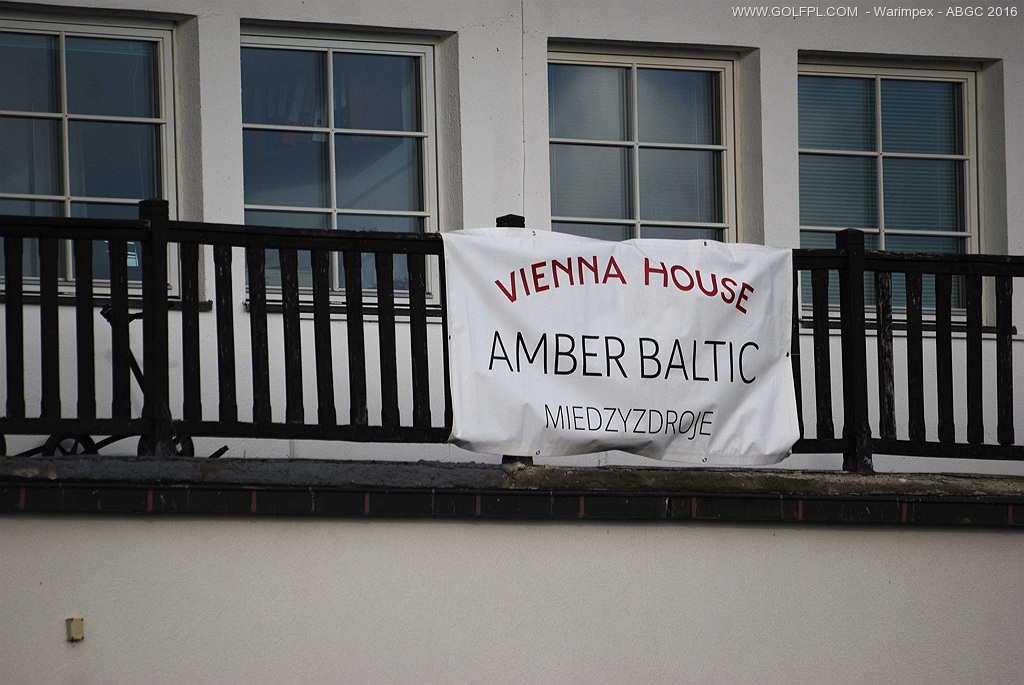 WWW.GOLFPL.COM - Warimpex - ABGC 2016
VIENNA HOUSE
AMBER BALTIC
MIEDZYZDROJE